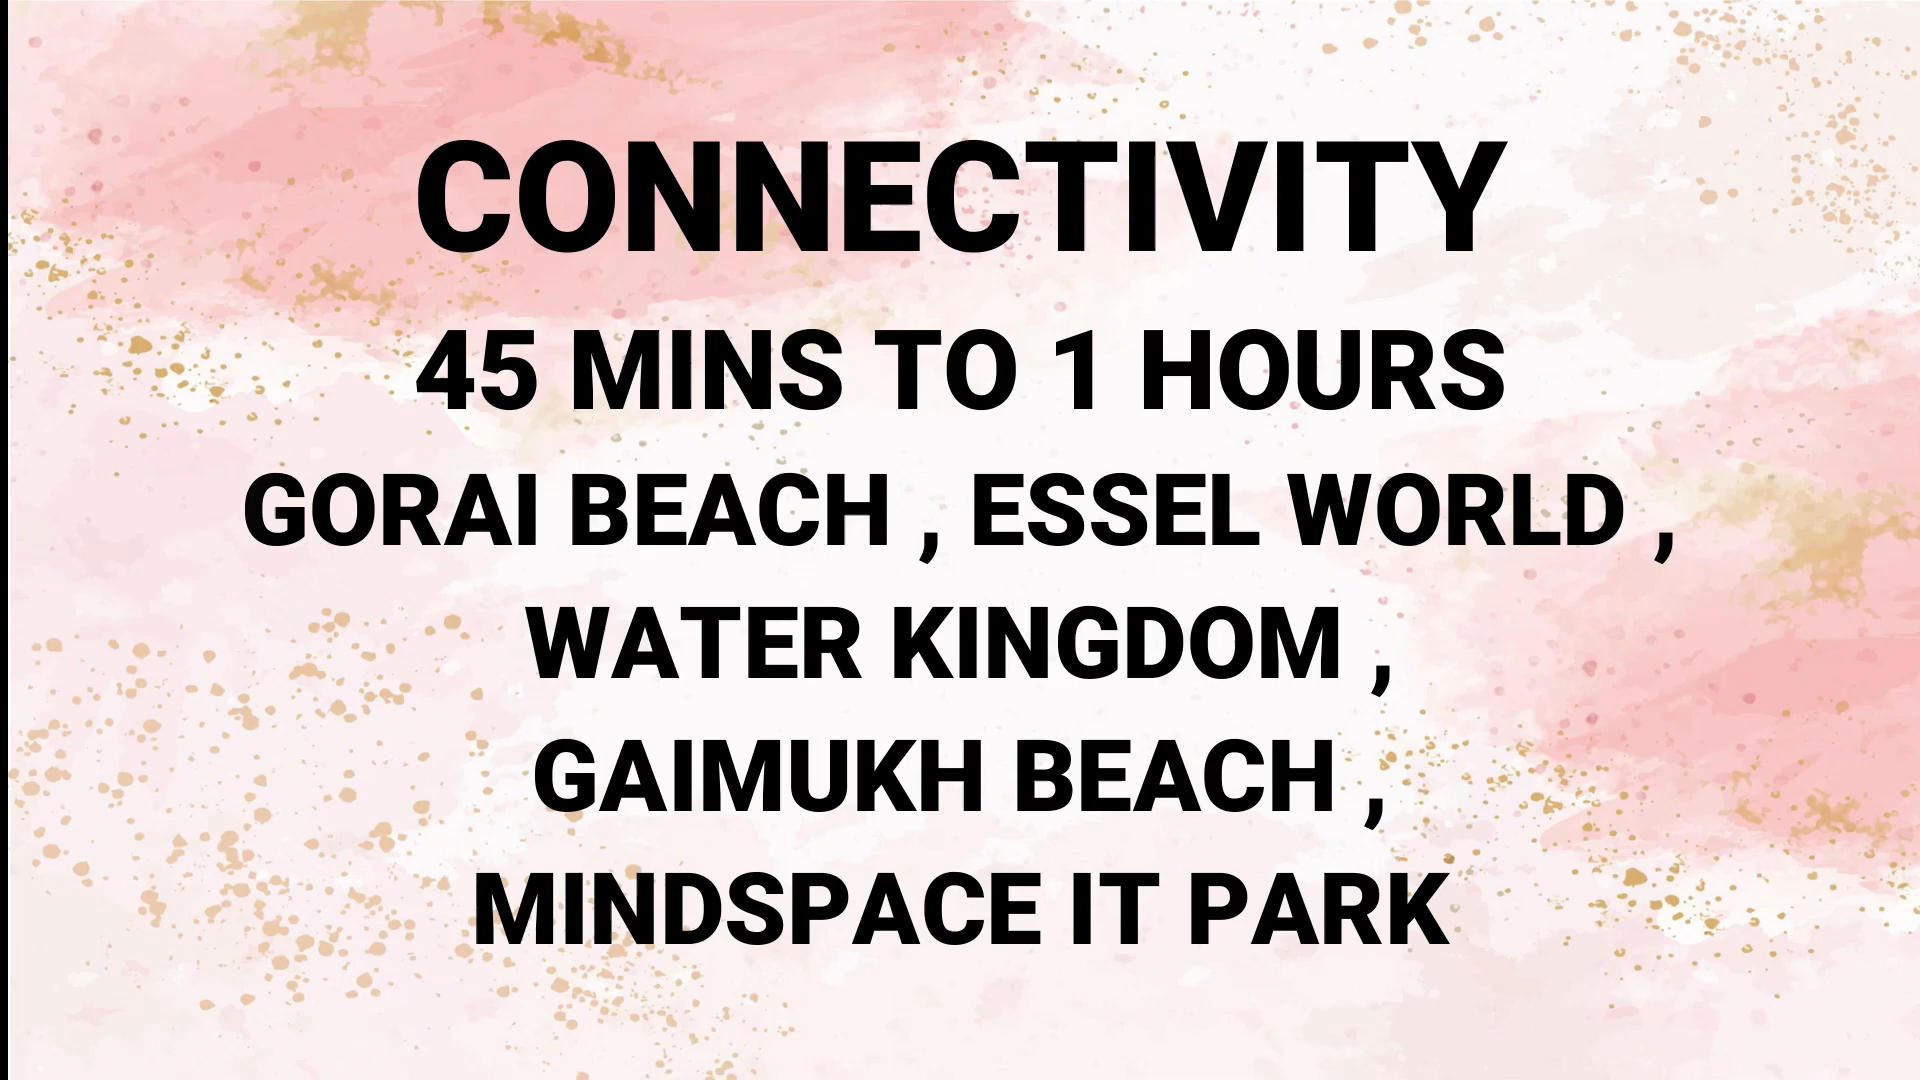 CONNECTIVITY
45 MINS TO 1 HOURS
GORAI BEACH , ESSEL WORLD ,
WATER KINGDOM ,
GAIMUKH BEACH ,
MINDSPACE IT PARK